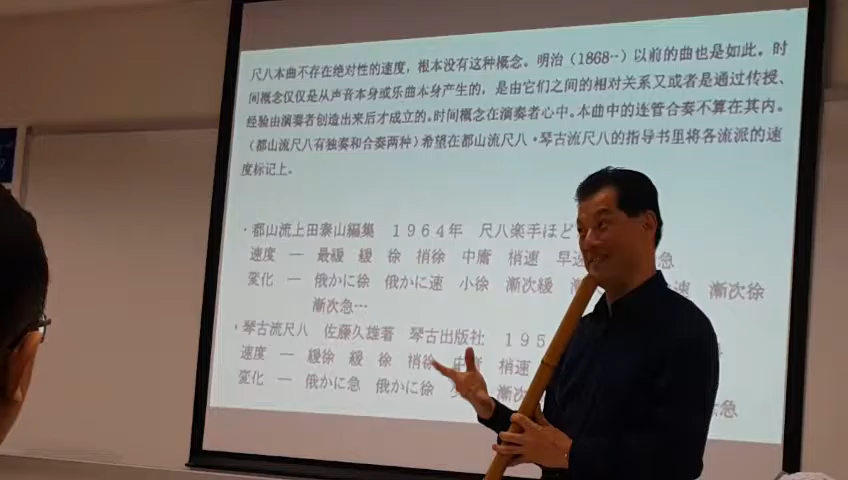 尺八本曲不存在绝对性的速度，根本没有这种概念。明治（1868··）以前的曲也是如此。时
间概念仅仅是从声音本身或乐曲本身产生的，是由它们之间的相对关系又或者是通过传授、
经验由演奏者创造出来后才成立的。时间概念在演奏者心中。本曲中的连管合奏不算在其内。
（都山流尺八有独奏和合奏两种）希望在都山流尺八・琴古流尺八的指导书里将各流派的速
度标记上。
・都山流上田泰山編集 １９６４年 尺八楽手ほど
速度 ― 最緩 緩 徐 梢徐 中庸 梢速 早速 急
変化 ― 俄かに徐 俄かに速 小徐 漸次緩 速 漸次徐
漸次急…
・琴古流尺八 佐藤久雄著 琴古出版社 １９５
速度 ― 緩徐 緩 徐 梢徐 中庸 梢速
変化 ― 俄かに急 俄かに徐 漸次 急